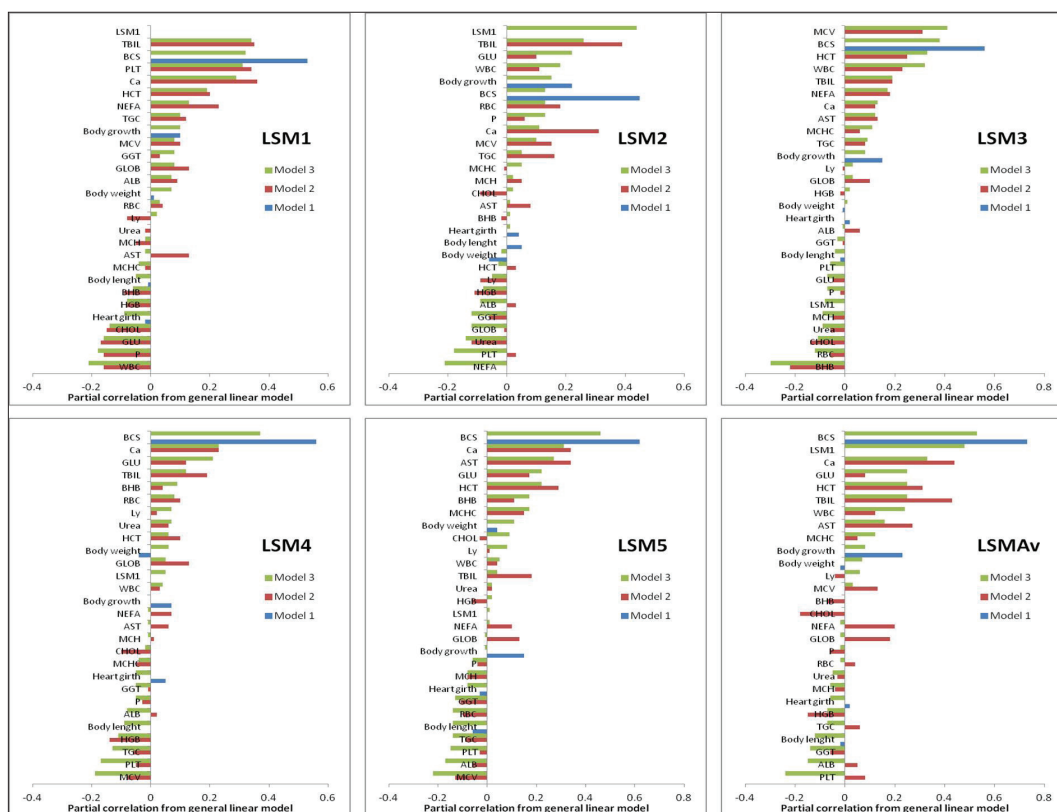 LSM1
TBIL
BCS
PLT
Ca
HCT
NEFA
TGC
Body growth
MCV
GGT
GLOB
ALB
Body weight
RBC
Ly
Urea
MCH
AST
MCHC
Body lenght
BHB
HGB
Heart girth
CHOL
GLU
P
WBC
LSM1
Model 3
Model 2
Model 1
-0.4 -0.2 0 0.2 0.4 0.6
Partial correlation from general linear model
LSM1
TBIL
GLU
WBC
Body growth
BCS
RBC
P
Ca
MCV
TGC
MCHC
MCH
CHOL
AST
BHB
Heart girth
Body lenght
Body weight
HCT
Ly
HGB
ALB
GGT
GLOB
Urea
PLT
NEFA
LSM2
Model 3
Model 2
Model 1
-0.4 -0.2 0 0.2 0.4 0.6
Partial correlation from general linear model
MCV
BCS
HCT
WBC
TBIL
NEFA
Ca
AST
MCHC
TGC
Body growth
Ly
GLOB
HGB
Body weight
Heart girth
ALB
GGT
Body lenght
PLT
GLU
P
LSM1
MCH
Urea
CHOL
RBC
BHB
LSM3
Model 3
Model 2
Model 1
-0.4 -0.2 0 0.2 0.4 0.6 0.8
Partial correlation from general linear model
BCS
Ca
GLU
TBIL
BHB
RBC
Ly
Urea
HCT
Body weight
GLOB
LSM1
WBC
Body growth
NEFA
AST
MCH
CHOL
MCHC
Heart girth
GGT
P
ALB
Body lenght
HGB
TGC
PLT
MCV
LSM4
Model 3
Model 2
Model 1
-0.4 -0.2 0 0.2 0.4 0.6
Partial correlation from general linear model
BCS
Ca
AST
GLU
HCT
BHB
MCHC
Body weight
CHOL
Ly
WBC
TBIL
Urea
HGB
LSM1
NEFA
GLOB
Body growth
P
MCH
Heart girth
GGT
RBC
Body lenght
TGC
PLT
ALB
MCV
LSM5
Model 3
Model 2
Model 1
-0.4 -0.2 0 0.2 0.4 0.6 0.8
Partial correlation from general linear model
BCS
LSM1
Ca
GLU
HCT
TBIL
WBC
AST
MCHC
Body growth
Body weight
Ly
MCV
BHB
CHOL
NEFA
GLOB
P
RBC
Urea
MCH
Heart girth
HGB
TGC
Body lenght
GGT
ALB
PLT
LSMAv
Model 3
Model 2
Model 1
-0.4 -0.2 0 0.2 0.4 0.6 0.8
Partial correlation from general linear model